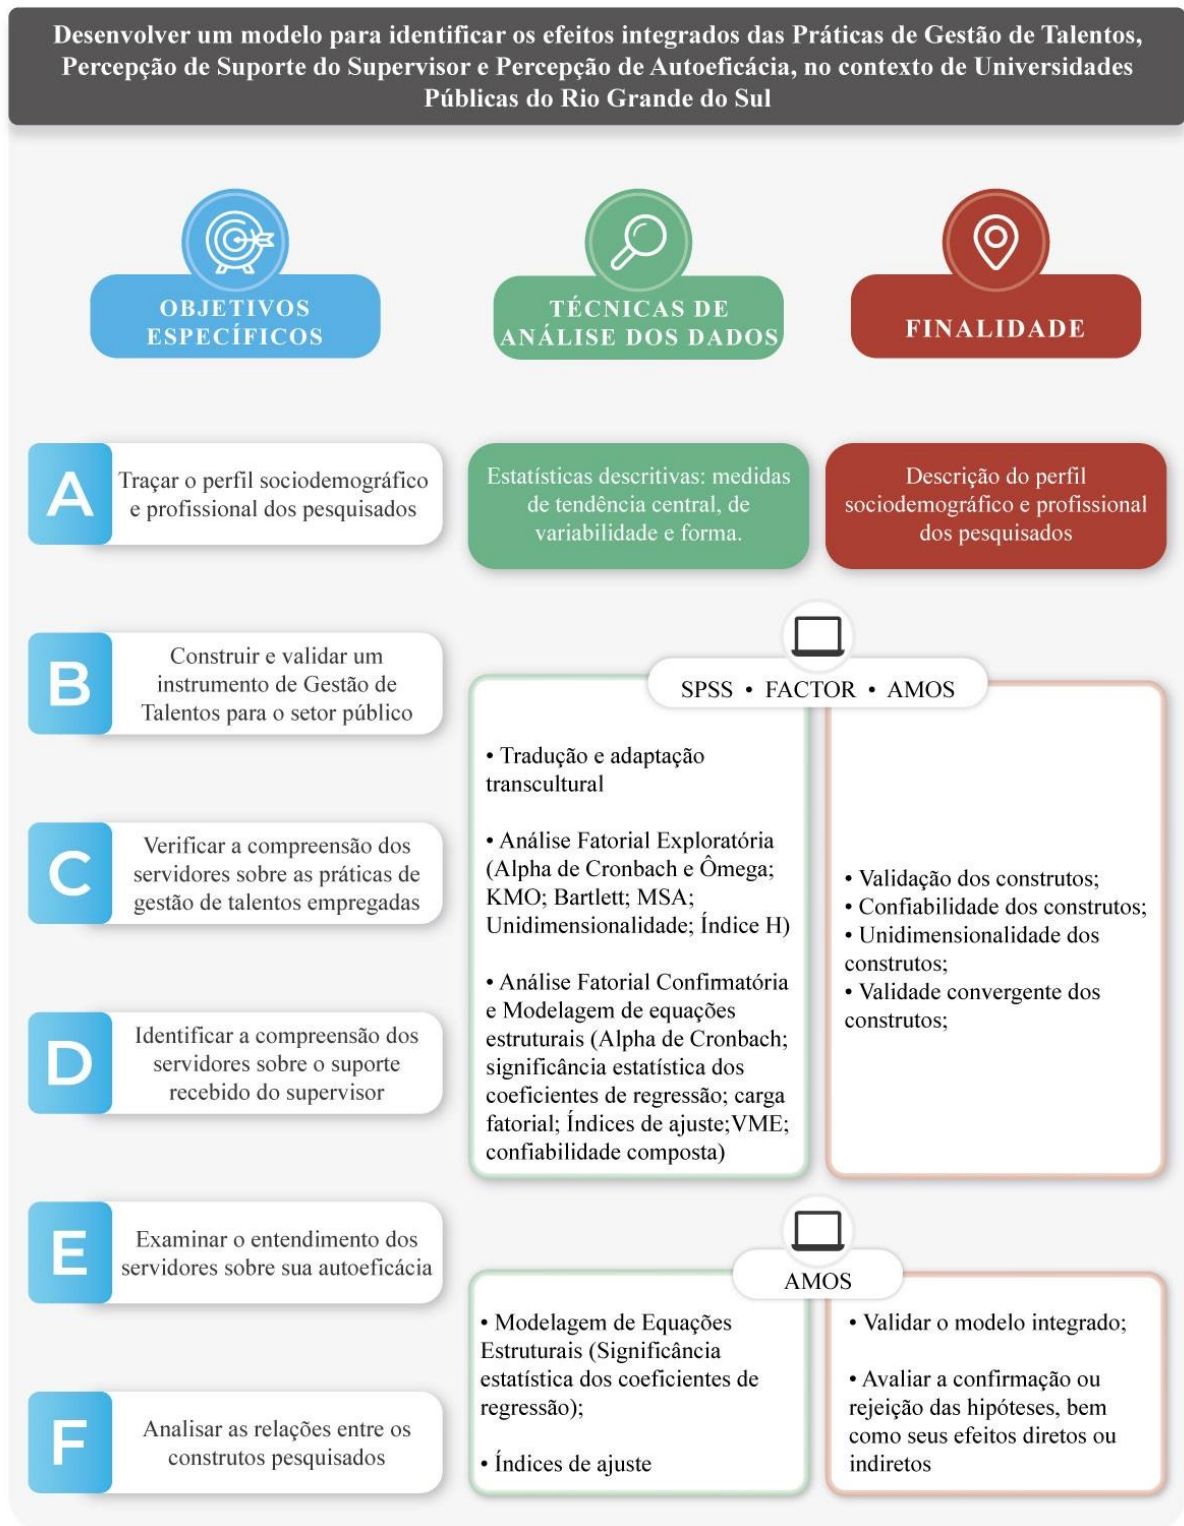 Desenvolver um modelo para identificar os efeitos integrados das Práticas de Gestão de Talentos,
Percepção de Suporte do Supervisor e Percepção de Autoeficácia, no contexto de Universidades
Públicas do Rio Grande do Sul
OBJETIVOS
ESPECÍFICOS
TÉCNICAS DE
ANÁLISE DOS DADOS
FINALIDADE
A
Traçar o perfil sociodemográfico
e profissional dos pesquisados
Estatísticas descritivas: medidas
de tendência central, de
variabilidade e forma.
Descrição do perfil
sociodemográfico e profissional
dos pesquisados
B
Construir e validar um
instrumento de Gestão de
Talentos para o setor público
C
Verificar a compreensão dos
servidores sobre as práticas de
gestão de talentos empregadas
D
Identificar a compreensão dos
servidores sobre o suporte
recebido do supervisor
SPSS • FACTOR • AMOS
• Tradução e adaptação
transcultural
• Análise Fatorial Exploratória
(Alpha de Cronbach e Ômega;
KMO; Bartlett; MSA;
Unidimensionalidade; Índice H)
• Análise Fatorial Confirmatória
e Modelagem de equações
estruturais (Alpha de Cronbach;
significância estatística dos
coeficientes de regressão; carga
fatorial; Índices de ajuste;VME;
confiabilidade composta)
• Validação dos construtos;
• Confiabilidade dos construtos;
• Unidimensionalidade dos
construtos;
• Validade convergente dos
construtos;
E
Examinar o entendimento dos
servidores sobre sua autoeficácia
F
Analisar as relações entre os
construtos pesquisados
AMOS
• Modelagem de Equações
Estruturais (Significância
estatística dos coeficientes de
regressão);
• Índices de ajuste
• Validar o modelo integrado;
• Avaliar a confirmação ou
rejeição das hipóteses, bem
como seus efeitos diretos ou
indiretos